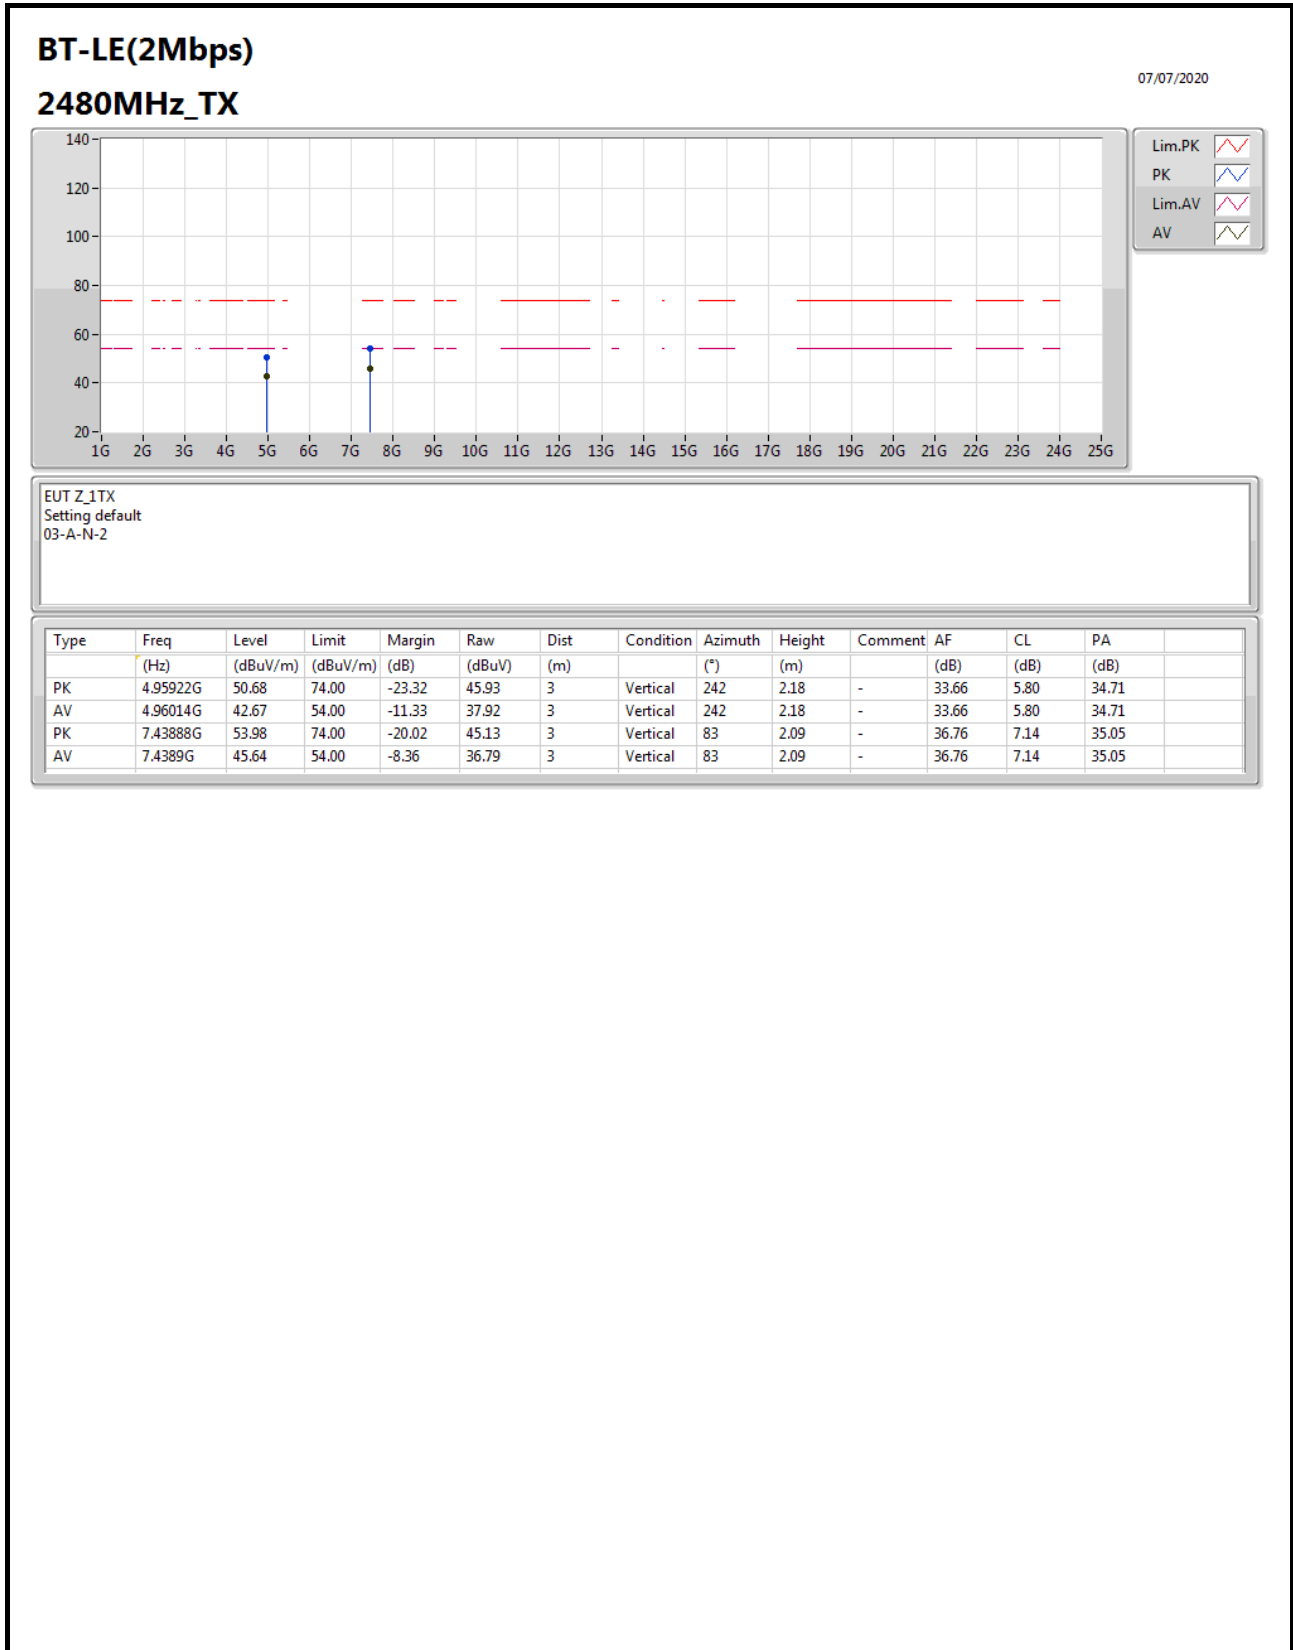 BT-LE(2Mbps)
07/07/2020
2480MHz_TX
140
120
100
80
60
40
20
1G 2G 3G 4G 5G 6G 7G 8G 9G 10G 11G 12G 13G 14G 15G 16G 17G 18G 19G 20G 21G 22G 23G 24G 25G
Lim.PK
PK
Lim.AV
AV
EUT Z_1TX
Setting default
03-A-N-2
Type Freq Level Limit Margin Raw Dist Condition Azimuth Height Comment AF CL PA
(Hz) (dBuV/m) (dBuV/m) (dB) (dBuV) (m) (°) (m) (dB) (dB) (dB)
PK 4.95922G 50.68 74.00 -23.32 45.93 3 Vertical 242 2.18 - 33.66 5.80 34.71
AV 4.96014G 42.67 54.00 -11.33 37.92 3 Vertical 242 2.18 - 33.66 5.80 34.71
PK 7.43888G 53.98 74.00 -20.02 45.13 3 Vertical 83 2.09 - 36.76 7.14 35.05
AV 7.4389G 45.64 54.00 -8.36 36.79 3 Vertical 83 2.09 - 36.76 7.14 35.05